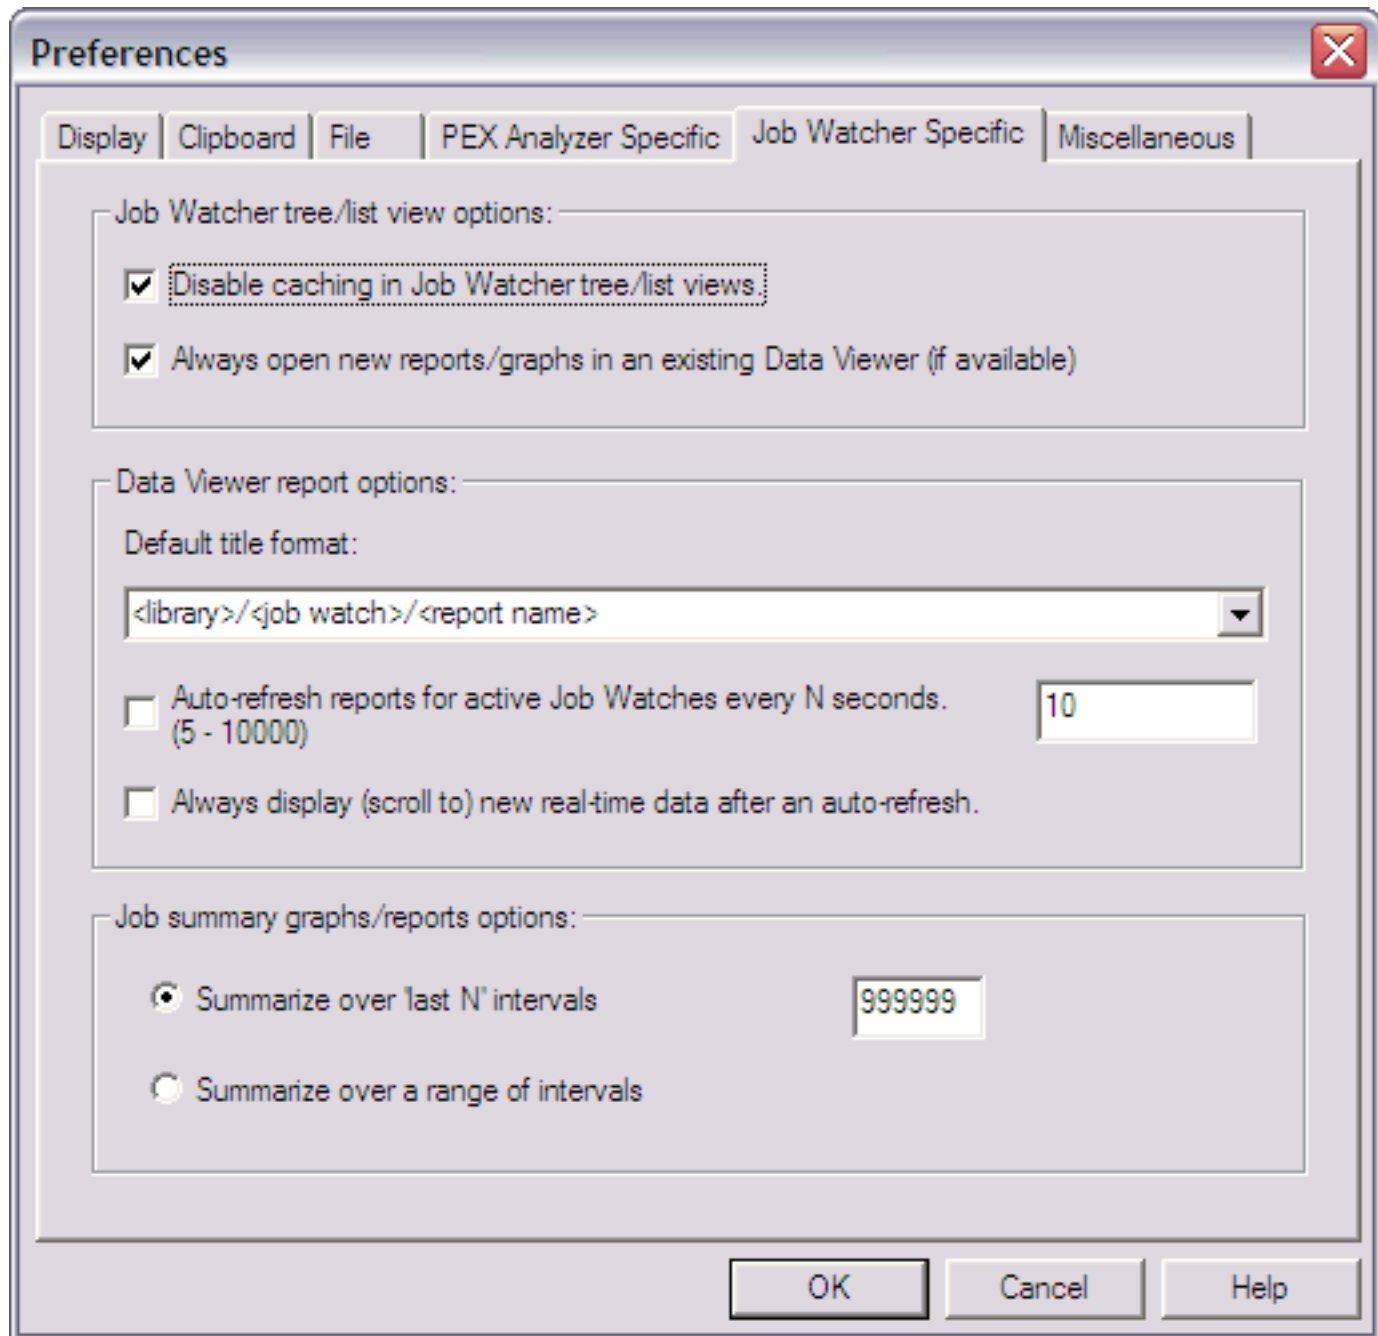 Preferences
Display Clipboard File PEX Analyzer Specific Job Watcher Specific Miscellaneous
Job Watcher tree/list view options:
Disable caching in Job Watcher tree/list views.
Always open new reports/graphs in an existing Data Viewer (if available)
Data Viewer report options:
Default title format:
<library>/<job watch>/<report name>
Auto-refresh reports for active Job Watches every N seconds. 10
(5 - 10000)
Always display (scroll to) new real-time data after an auto-refresh.
Job summary graphs/reports options:
Summarize over 'last N' intervals 999999
Summarize over a range of intervals
OK Cancel Help